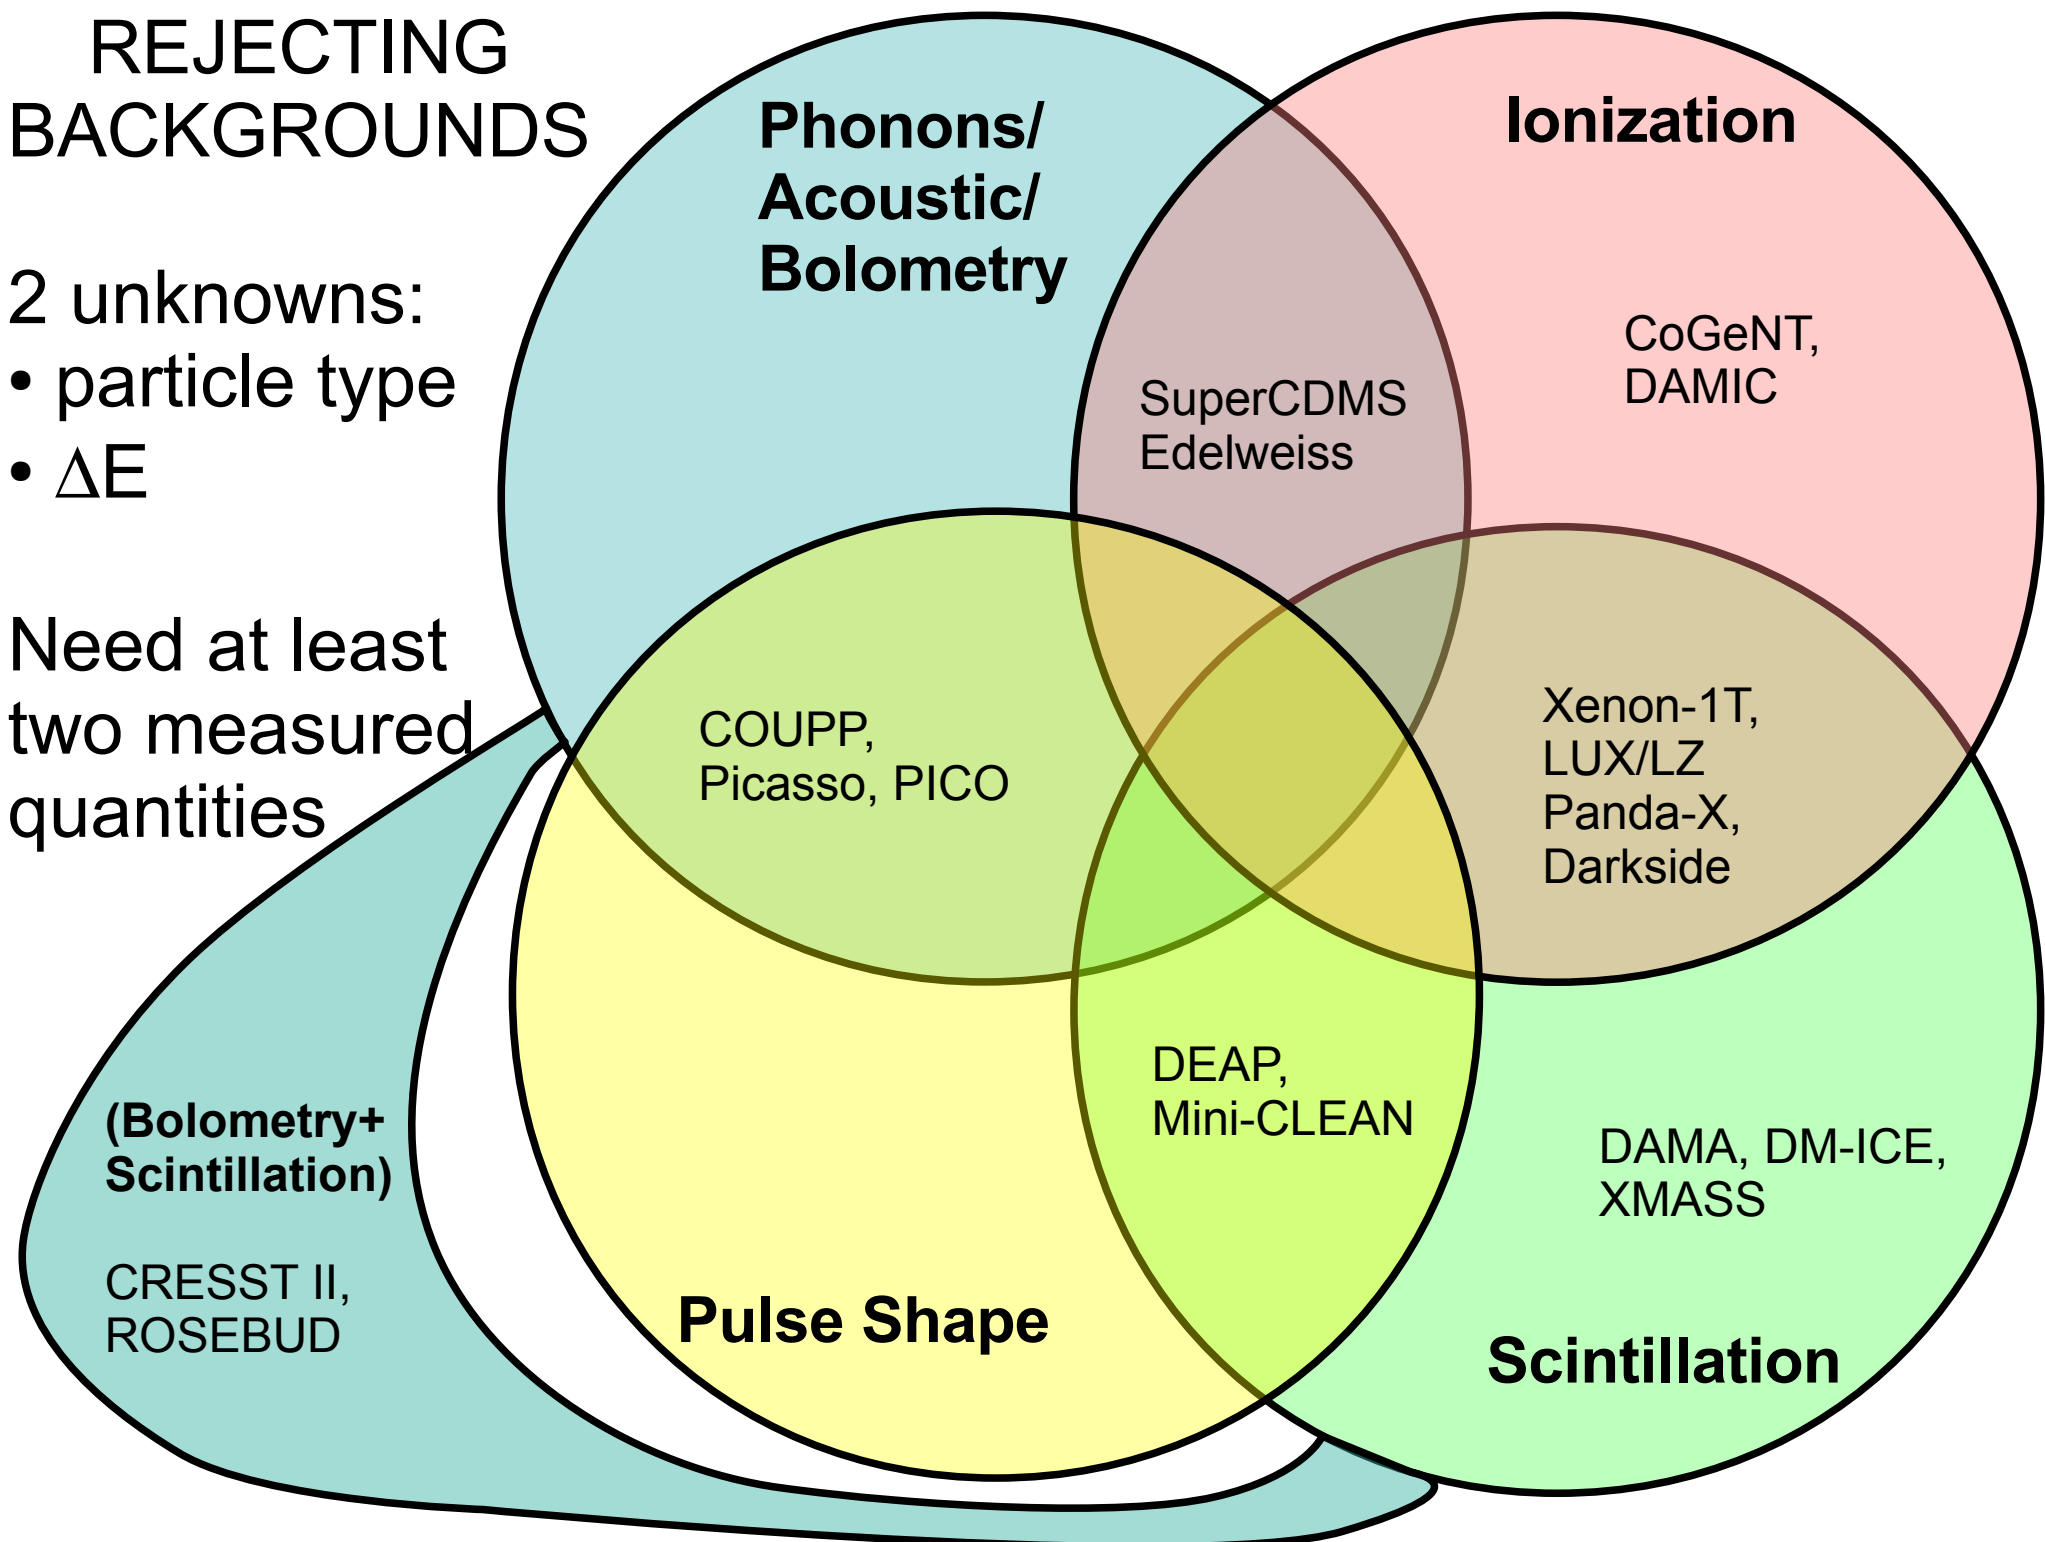 REJECTING
BACKGROUNDS
2 unknowns:
• particle type
• ΔE
Need at least
two measured
quantities
Phonons/
Acoustic/
Bolometry
Ionization
CoGeNT,
DAMIC
SuperCDMS
Edelweiss
COUPP,
Picasso, PICO
Xenon-1T,
LUX/LZ
Panda-X,
Darkside
DEAP,
Mini-CLEAN
DAMA, DM-ICE,
XMASS
(Bolometry+
Scintillation)
CRESST II,
ROSEBUD
Pulse Shape
Scintillation